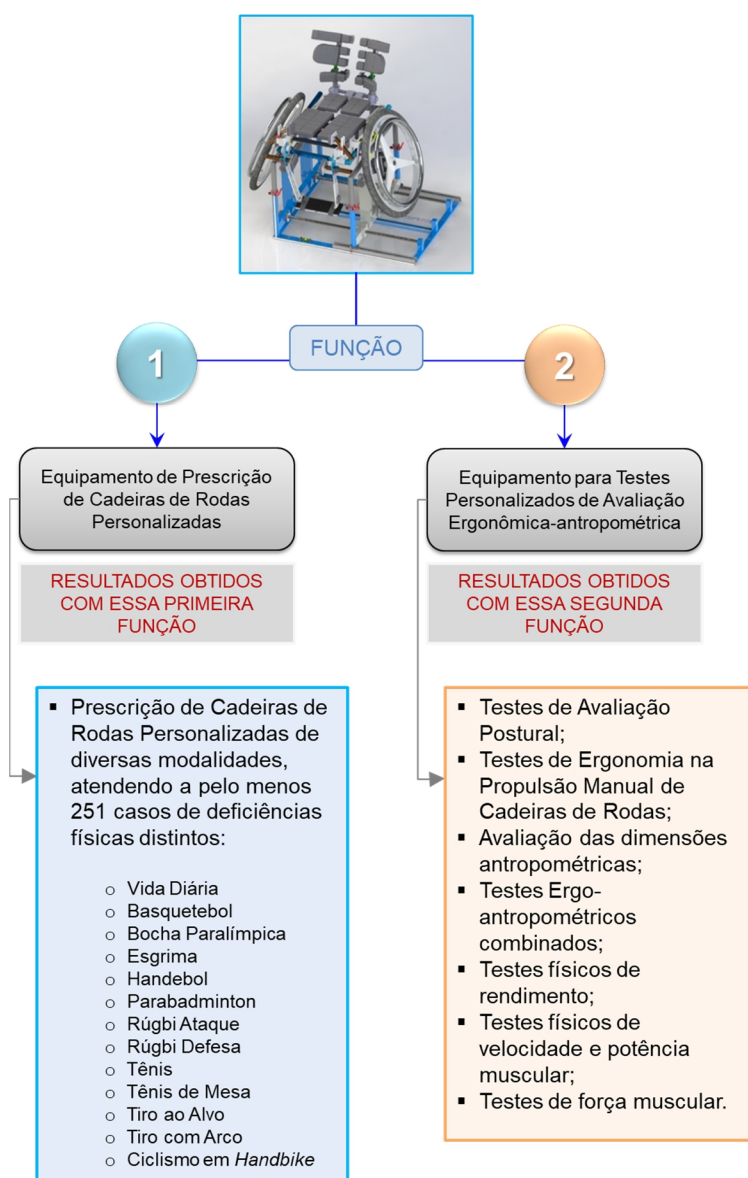 FUNÇÃO
1
2
Equipamento de Prescrição
de Cadeiras de Rodas
Personalizadas
RESULTADOS OBTIDOS
COM ESSA PRIMEIRA
FUNÇÃO
▪ Prescrição de Cadeiras de
Rodas Personalizadas de
diversas modalidades,
atendendo a pelo menos
251 casos de deficiências
físicas distintos:
o Vida Diária
o Basquetebol
o Bocha Paralímpica
o Esgrima
o Handebol
o Parabadminton
o Rúgbi Ataque
o Rúgbi Defesa
o Tênis
o Tênis de Mesa
o Tiro ao Alvo
o Tiro com Arco
o Ciclismo em Handbike
Equipamento para Testes
Personalizados de Avaliação
Ergonômica-antropométrica
RESULTADOS OBTIDOS
COM ESSA SEGUNDA
FUNÇÃO
▪ Testes de Avaliação
Postural;
▪ Testes de Ergonomia na
Propulsão Manual de
Cadeiras de Rodas;
▪ Avaliação das dimensões
antropométricas;
▪ Testes Ergo-
antropométricos
combinados;
▪ Testes físicos de
rendimento;
▪ Testes físicos de
velocidade e potência
muscular;
▪ Testes de força muscular.